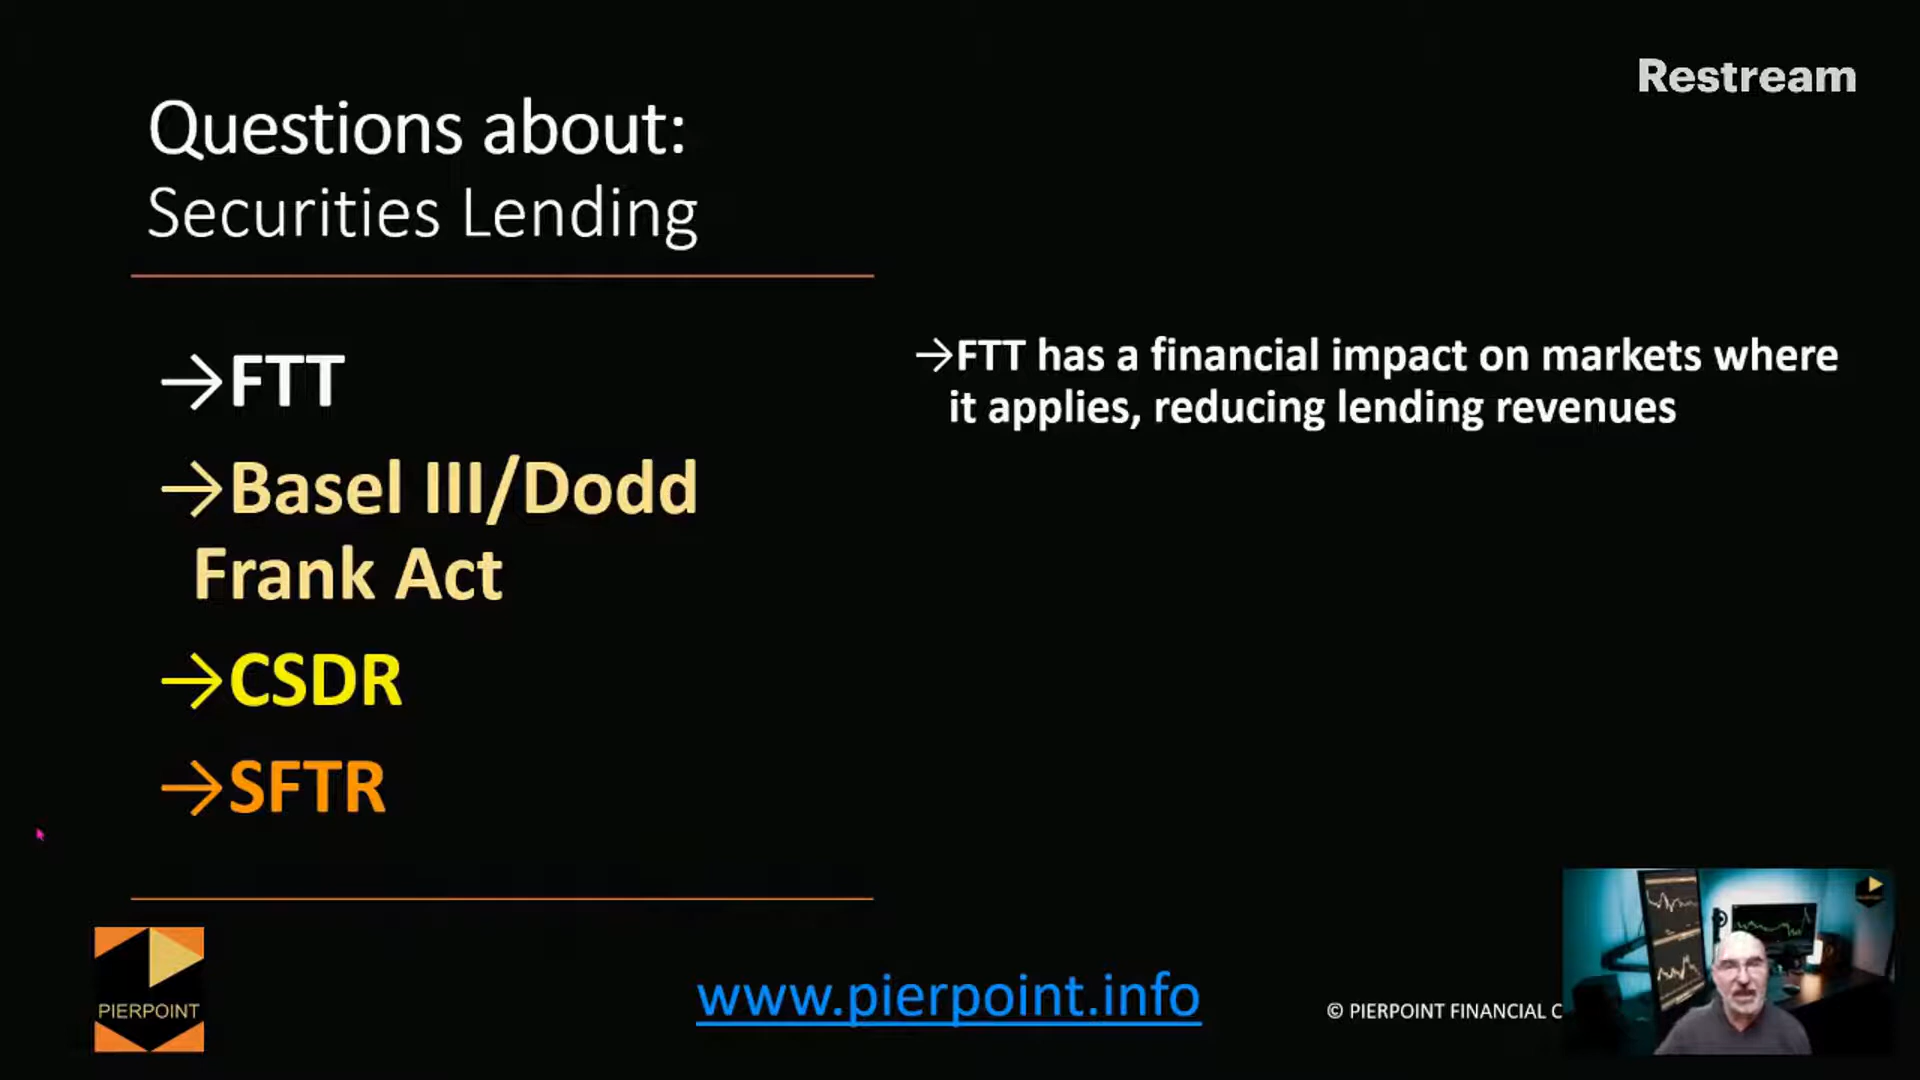 Restream
Questions about:
Securities Lending
→FTT
→Basel III/Dodd
Frank Act
→CSDR
→SFTR
→FTT has a financial impact on markets where
it applies, reducing lending revenues
PIERPOINT
www.pierpoint.info
© PIERPOINT FINANCIAL C